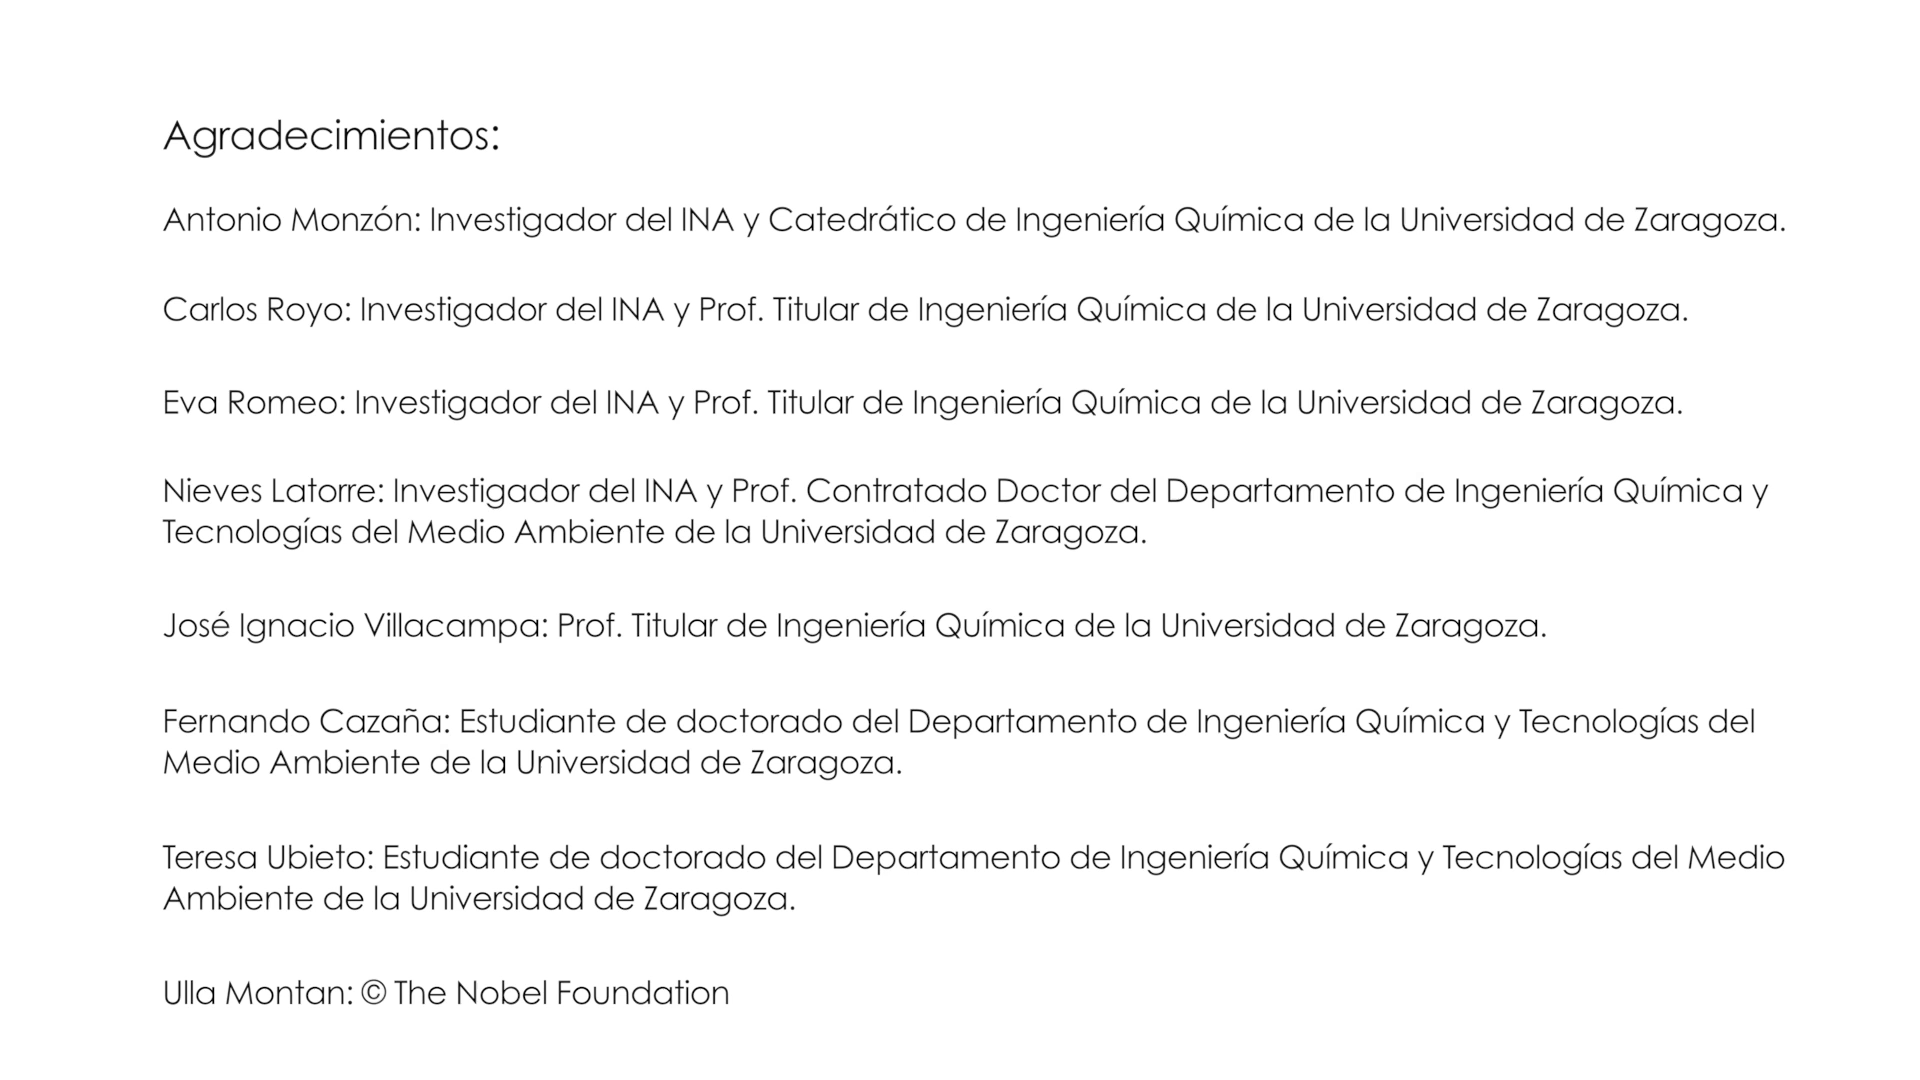 Agradecimientos:
Antonio Monzón: Investigador del INA y Catedrático de Ingeniería Química de la Universidad de Zaragoza.
Carlos Royo: Investigador del INA y Prof. Titular de Ingeniería Química de la Universidad de Zaragoza.
Eva Romeo: Investigador del INA y Prof. Titular de Ingeniería Química de la Universidad de Zaragoza.
Nieves Latorre: Investigador del INA y Prof. Contratado Doctor del Departamento de Ingeniería Química y
Tecnologías del Medio Ambiente de la Universidad de Zaragoza.
José Ignacio Villacampa: Prof. Titular de Ingeniería Química de la Universidad de Zaragoza.
Fernando Cazaña: Estudiante de doctorado del Departamento de Ingeniería Química y Tecnologías del
Medio Ambiente de la Universidad de Zaragoza.
Teresa Ubieto: Estudiante de doctorado del Departamento de Ingeniería Química y Tecnologías del Medio
Ambiente de la Universidad de Zaragoza.
Ulla Montan: © The Nobel Foundation